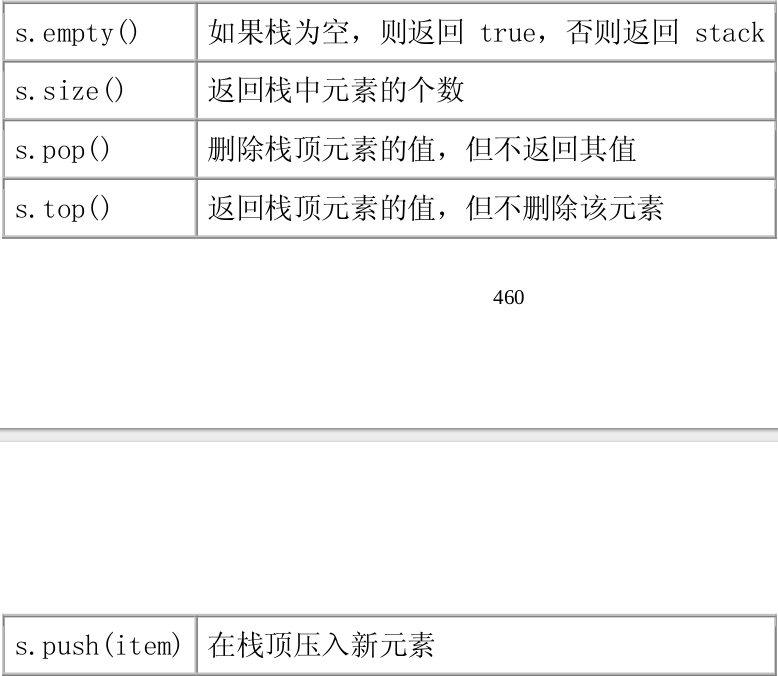 s.empty() 如果栈为空，则返回 true，否则返回 stack
s.size() 返回栈中元素的个数
s.pop() 删除栈顶元素的值，但不返回其值
s.top() 返回栈顶元素的值，但不删除该元素
460
s.push(item) 在栈顶压入新元素